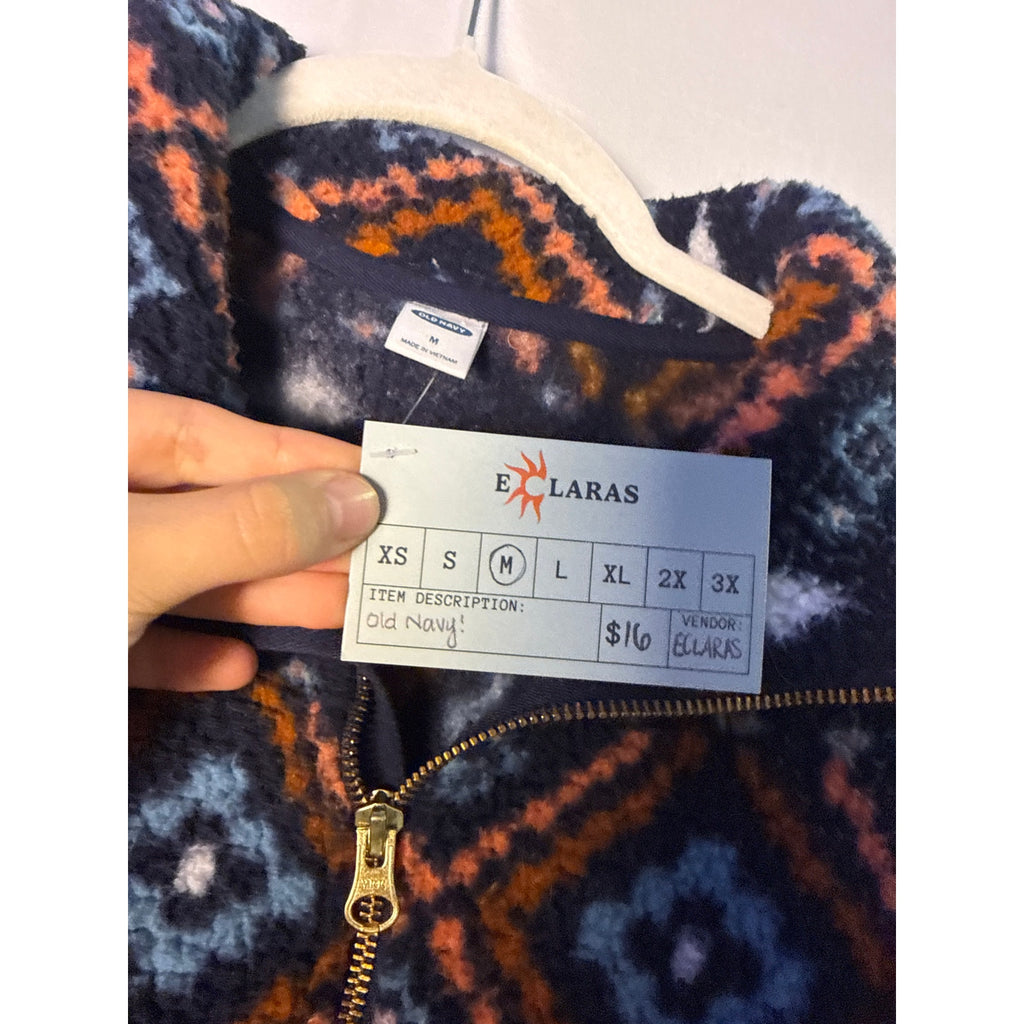 OLD NAVY
M
MADE IN VIETNAM
ECLARAS
XS S M L XL 2X 3X
ITEM DESCRIPTION:
Old Navy!
$16
VENDOR:
ECLARAS